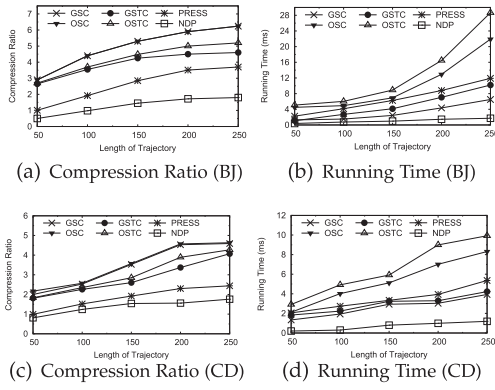 7
6
5
4
3
2
1
0
Compression Ratio
GSC GSTC PRESS
OSC OSTC NDP
50 100 150 200 250
Length of Trajectory
(a) Compression Ratio (BJ)
28
24
20
16
12
8
4
0
Running Time (ms)
GSC GSTC PRESS
OSC OSTC NDP
50 100 150 200 250
Length of Trajectory
(b) Running Time (BJ)
6
5
4
3
2
1
0
Compression Ratio
GSC GSTC PRESS
OSC OSTC NDP
50 100 150 200 250
Length of Trajectory
(c) Compression Ratio (CD)
12
10
8
6
4
2
0
Running Time (ms)
GSC GSTC PRESS
OSC OSTC NDP
50 100 150 200 250
Length of Trajectory
(d) Running Time (CD)